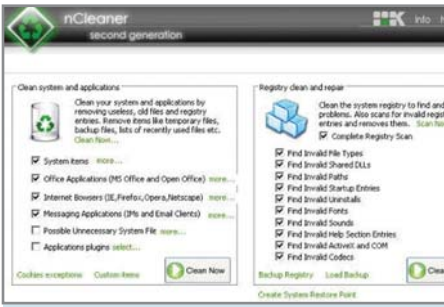 nCleaner
second generation
Info
Clean system and applications
Clean your system and applications by
removing useless, old files and registry
entries. Remove items like temporary files,
backup files, lists of recently used files etc.
Clean Now...
System items more...
Office Applications (MS Office and Open Office) more...
Internet Bowsers (IE,Firefox,Opera,Netscape) more...
Messaging Applications (IMs and Email Clients) more...
Possible Unnecessary System File more...
Applications plugins select...
Cookies exceptions Custom items Clean Now
Registry clean and repair
Clean the system registry to find and
problems. Also scans for invalid regist
entries and removes them. Scan No
Complete Registry Scan
Find Invalid File Types
Find Invalid Shared DLLs
Find Invalid Paths
Find Invalid Startup Entries
Find Invalid Uninstalls
Find Invalid Fonts
Find Invalid Sounds
Find Invalid Help Section Entries
Find Invalid ActiveX and COM
Find Invalid Codecs
Backup Registry Load Backup Clea
Create System Restore Point